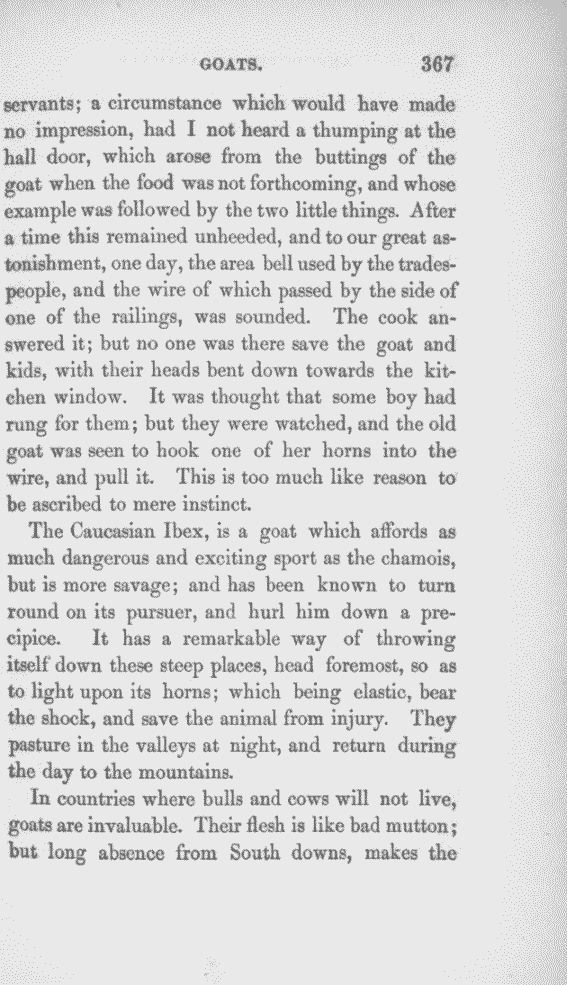 GOATS. 367
servants; a circumstance which would have made
no impression, had I not heard a thumping at the
hall door, which arose from the buttings of the
goat when the food was not forthcoming, and whose
example was followed by the two little things. After
a time this remained unheeded, and to our great as-
tonishment, one day, the area bell used by the trades-
people, and the wire of which passed by the side of
one of the railings, was sounded. The cook an-
swered it; but no one was there save the goat and
kids, with their heads bent down towards the kit-
chen window. It was thought that some boy had
rung for them; but they were watched, and the old
goat was seen to hook one of her horns into the
wire, and pull it. This is too much like reason to
be ascribed to mere instinct.
The Caucasian Ibex, is a goat which affords as
much dangerous and exciting sport as the chamois,
but is more savage; and has been known to turn
round on its pursuer, and hurl him down a pre-
cipice. It has a remarkable way of throwing
itself down these steep places, head foremost, so as
to light upon its horns; which being elastic, bear
the shock, and save the animal from injury. They
pasture in the valleys at night, and return during
the day to the mountains.
In countries where bulls and cows will not live,
goats are invaluable. Their flesh is like bad mutton;
but long absence from South downs, makes the